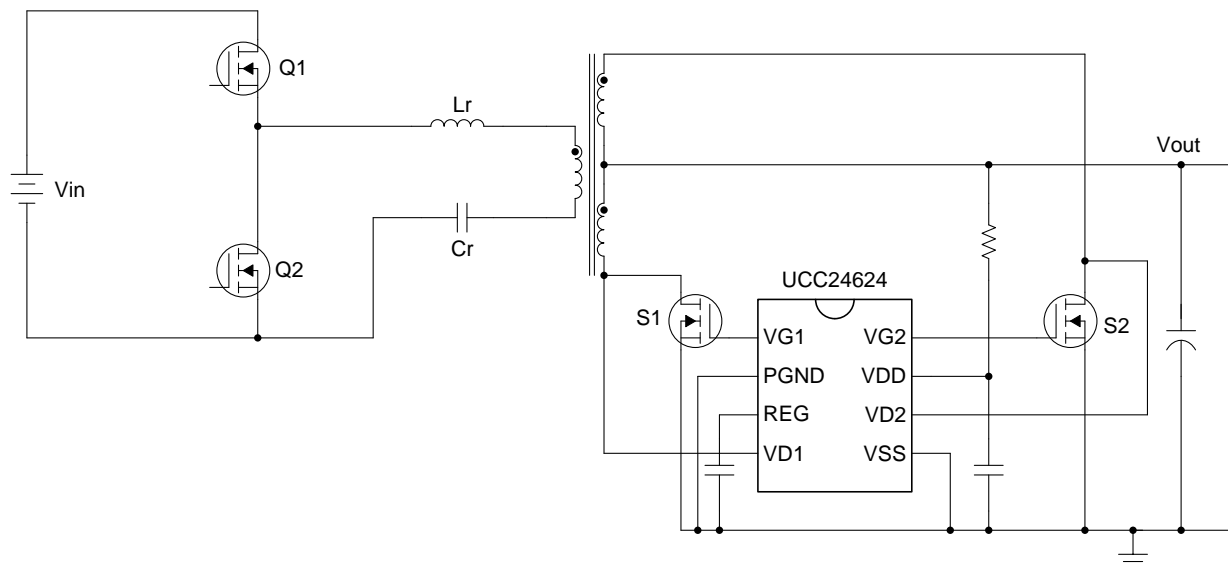 Q1
Lr
Vout
Vin
Cr
Q2
UCC24624
S1
S2
VG1
VG2
PGND
VDD
REG
VD2
VD1
VSS